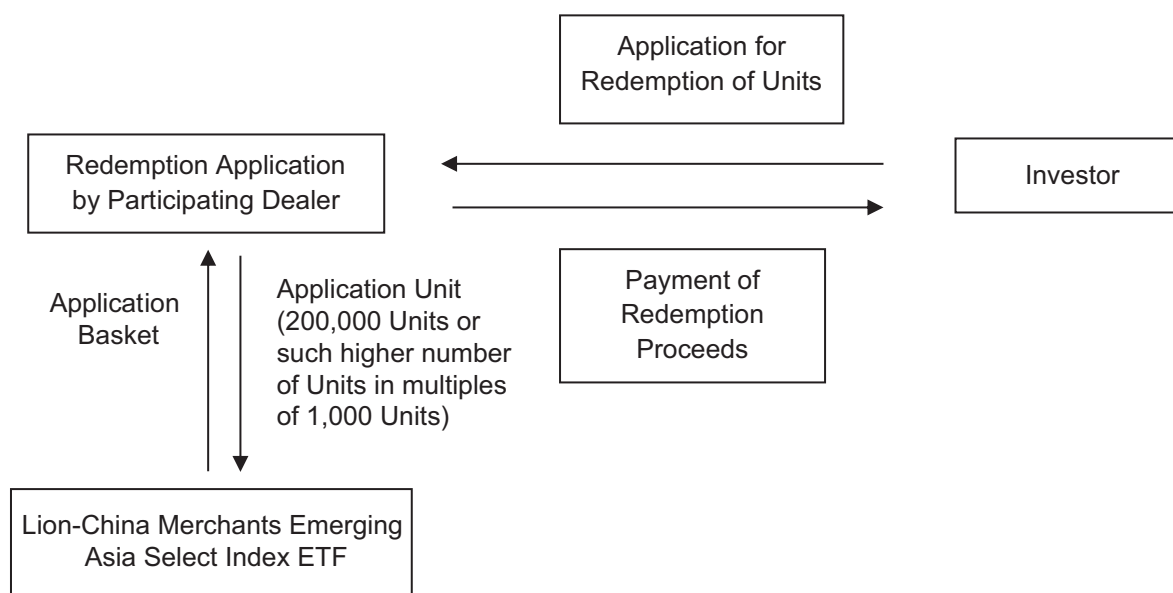 Application for
Redemption of Units
Redemption Application
by Participating Dealer
Investor
Application
Basket
Application Unit
(200,000 Units or
such higher number
of Units in multiples
of 1,000 Units)
Payment of
Redemption
Proceeds
Lion-China Merchants Emerging
Asia Select Index ETF